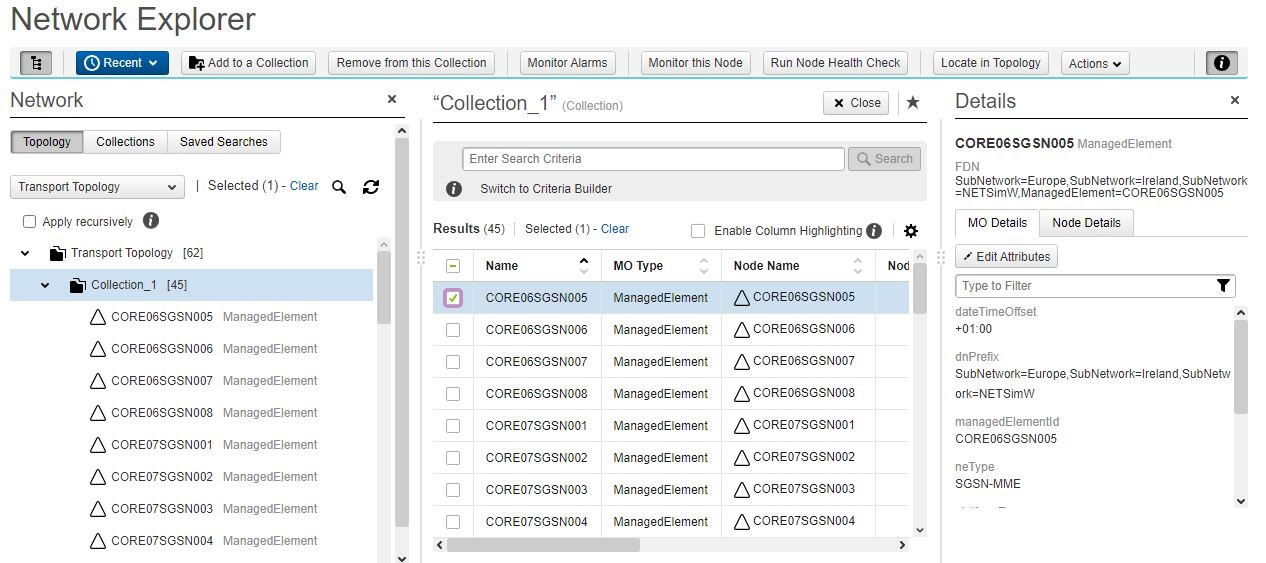 Network Explorer
Recent
Add to a Collection
Remove from this Collection
Monitor Alarms
Monitor this Node
Run Node Health Check
Locate in Topology
Actions
Network
Topology
Collections
Saved Searches
Transport Topology
Selected (1) - Clear
Apply recursively
Transport Topology [62]
Collection_1 [45]
CORE06SGSN005 ManagedElement
CORE06SGSN006 ManagedElement
CORE06SGSN007 ManagedElement
CORE06SGSN008 ManagedElement
CORE07SGSN001 ManagedElement
CORE07SGSN002 ManagedElement
CORE07SGSN003 ManagedElement
CORE07SGSN004 ManagedElement
“Collection_1” (Collection)
Close
Enter Search Criteria
Search
Switch to Criteria Builder
Results (45)
Selected (1) - Clear
Enable Column Highlighting
Name MO Type Node Name Nod
CORE06SGSN005 ManagedElement CORE06SGSN005
CORE06SGSN006 ManagedElement CORE06SGSN006
CORE06SGSN007 ManagedElement CORE06SGSN007
CORE06SGSN008 ManagedElement CORE06SGSN008
CORE07SGSN001 ManagedElement CORE07SGSN001
CORE07SGSN002 ManagedElement CORE07SGSN002
CORE07SGSN003 ManagedElement CORE07SGSN003
CORE07SGSN004 ManagedElement CORE07SGSN004
Details
CORE06SGSN005 ManagedElement
FDN
SubNetwork=Europe,SubNetwork=Ireland,SubNetwork
=NETSimW,ManagedElement=CORE06SGSN005
MO Details
Node Details
Edit Attributes
Type to Filter
dateTimeOffset
+01:00
dnPrefix
SubNetwork=Europe,SubNetwork=Ireland,SubNetw
ork=NETSimW
managedElementId
CORE06SGSN005
neType
SGSN-MME